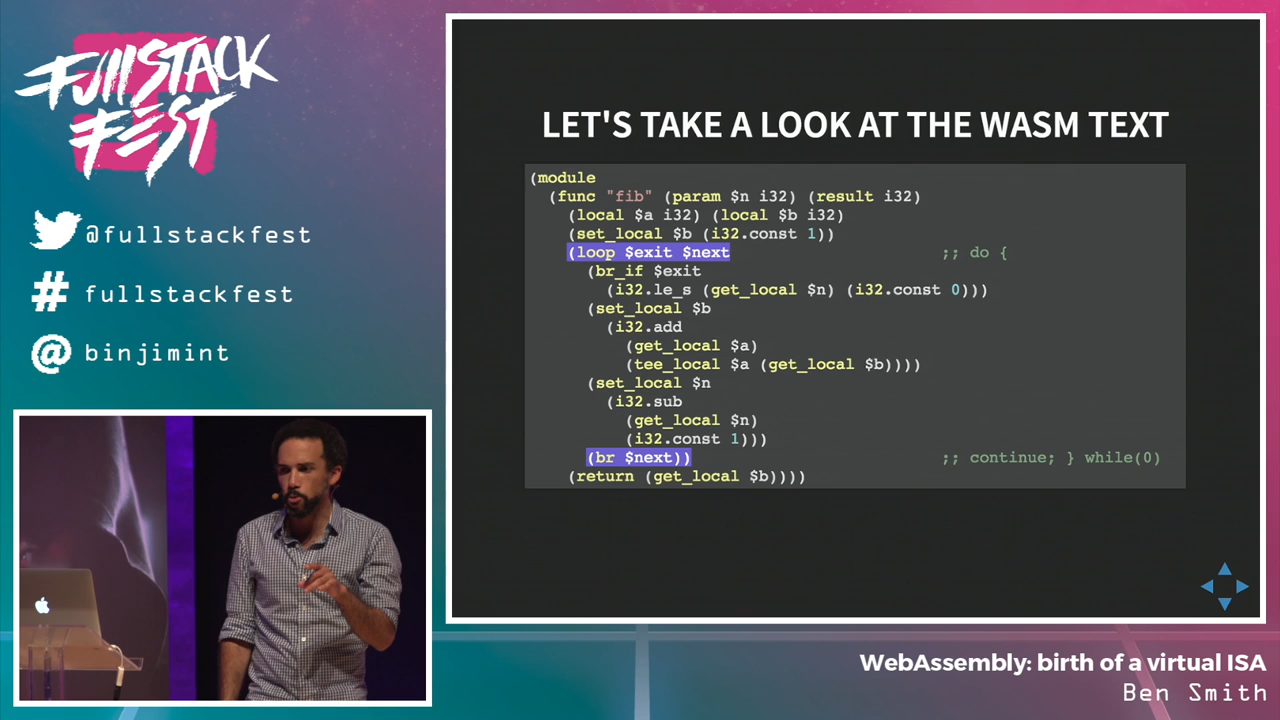 FULLSTACK
FEST
@fullstackfest
# fullstackfest
@ binjimint
LET'S TAKE A LOOK AT THE WASM TEXT
(module
  (func "fib" (param $n i32) (result i32)
    (local $a i32) (local $b i32)
    (set_local $b (i32.const 1))
    (loop $exit $next                      ;; do {
      (br_if $exit
        (i32.le_s (get_local $n) (i32.const 0)))
      (set_local $b
        (i32.add
          (get_local $a)
          (tee_local $a (get_local $b))))
      (set_local $n
        (i32.sub
          (get_local $n)
          (i32.const 1)))
      (br $next))                          ;; continue; } while(0)
    (return (get_local $b))))
WebAssembly: birth of a virtual ISA
Ben Smith